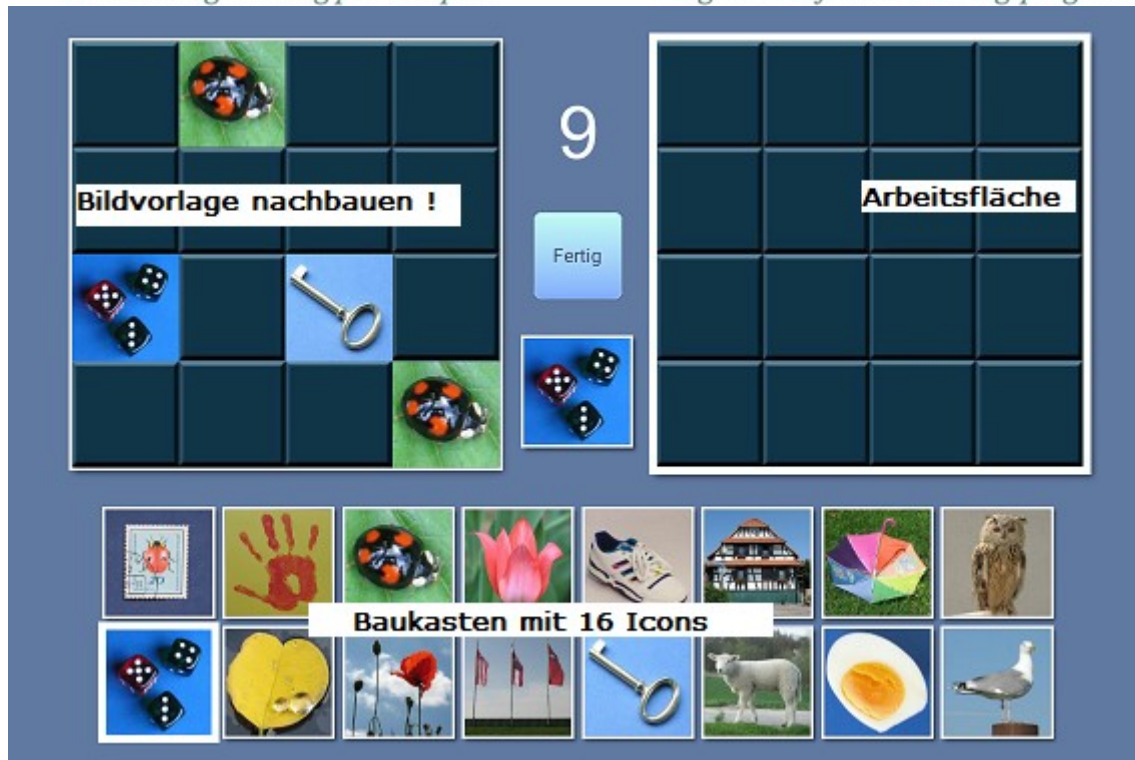 9
Bildvorlage nachbauen !
Arbeitsfläche
Fertig
Baukasten mit 16 Icons